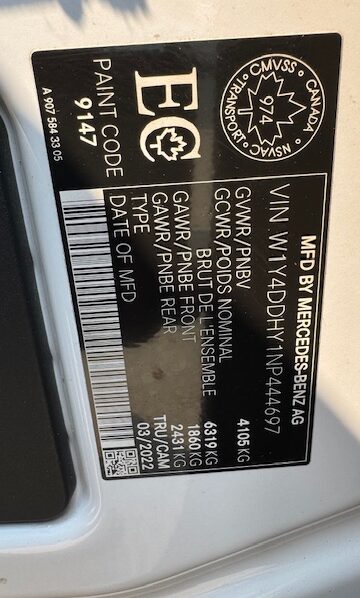 MFD BY MERCEDES-BENZ AG
VIN W1Y4DDHY1NP444697
GVWR/PNBV 4105 KG
GCWR/POIDS NOMINAL
BRUT DE L'ENSEMBLE 6319 KG
GAWR/PNBE FRONT 1860 KG
GAWR/PNBE REAR 2431 KG
TYPE TRU/CAM
DATE OF MFD 03/2022
CANADA
CMVSS
TRANSPORT
NSVAC
974
EC
PAINT CODE
9147
A 907 584 33 05